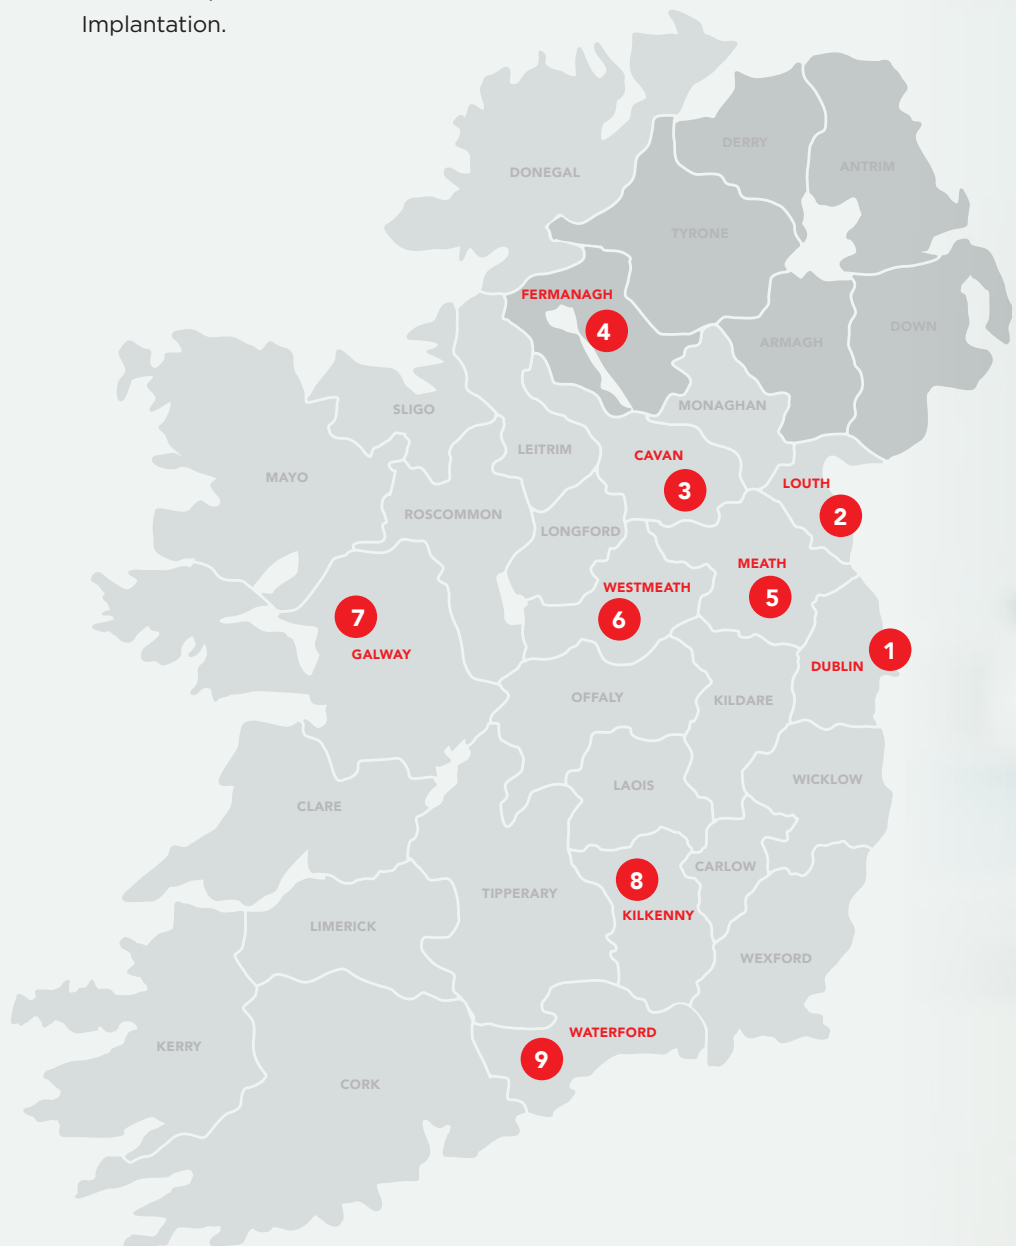 Implantation.
DERRY
ANTRIM
DONEGAL
TYRONE
FERMANAGH
4
DOWN
ARMAGH
MONAGHAN
SLIGO
LEITRIM
CAVAN
3
MAYO
LOUTH
2
ROSCOMMON
LONGFORD
MEATH
5
WESTMEATH
6
7
GALWAY
1
DUBLIN
OFFALY
KILDARE
LAOIS
WICKLOW
CLARE
CARLOW
8
KILKENNY
TIPPERARY
LIMERICK
WEXFORD
WATERFORD
9
KERRY
CORK